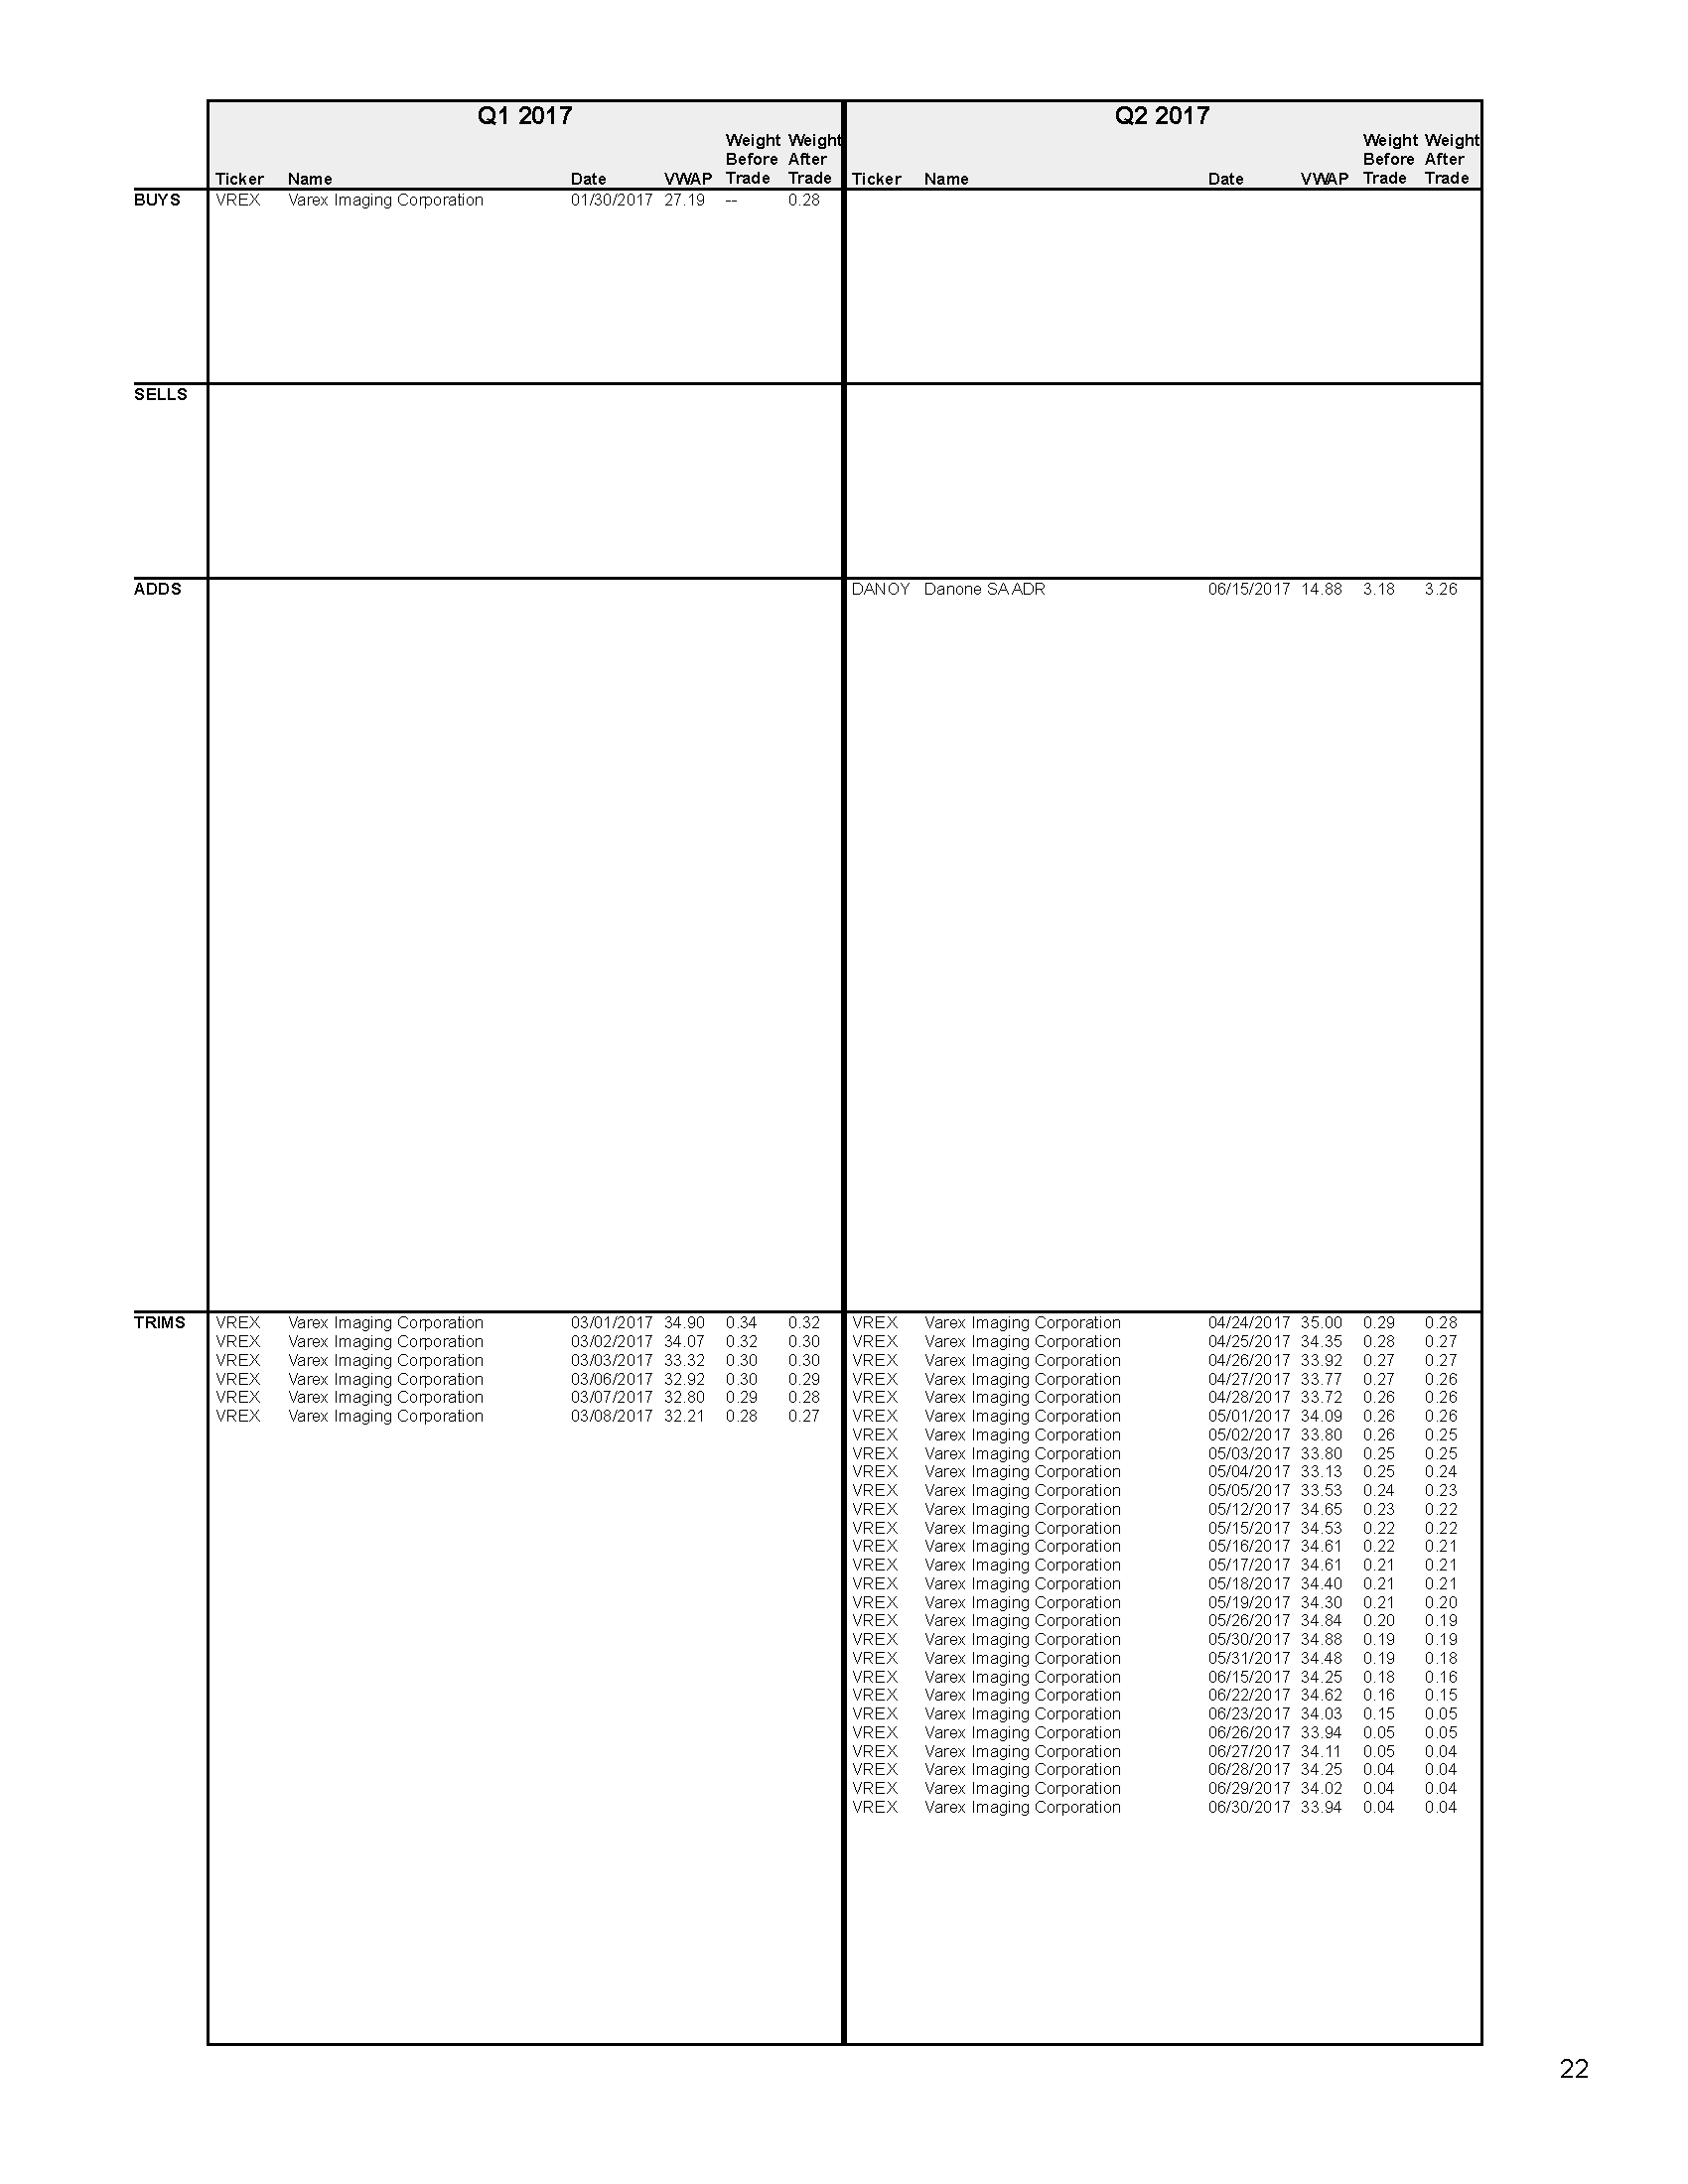 Q1 2017
Ticker Name Date VWAP Weight Before Trade Weight After Trade
Q2 2017
Ticker Name Date VWAP Weight Before Trade Weight After Trade
BUYS
VREX Varex Imaging Corporation 01/30/2017 27.19 -- 0.28
SELLS
ADDS
DANOY Danone SA ADR 06/15/2017 14.88 3.18 3.26
TRIMS
VREX Varex Imaging Corporation 03/01/2017 34.90 0.34 0.32
VREX Varex Imaging Corporation 03/02/2017 34.07 0.32 0.30
VREX Varex Imaging Corporation 03/03/2017 33.32 0.30 0.30
VREX Varex Imaging Corporation 03/06/2017 32.92 0.30 0.29
VREX Varex Imaging Corporation 03/07/2017 32.80 0.29 0.28
VREX Varex Imaging Corporation 03/08/2017 32.21 0.28 0.27
VREX Varex Imaging Corporation 04/24/2017 35.00 0.29 0.28
VREX Varex Imaging Corporation 04/25/2017 34.35 0.28 0.27
VREX Varex Imaging Corporation 04/26/2017 33.92 0.27 0.27
VREX Varex Imaging Corporation 04/27/2017 33.77 0.27 0.26
VREX Varex Imaging Corporation 04/28/2017 33.72 0.26 0.26
VREX Varex Imaging Corporation 05/01/2017 34.09 0.26 0.26
VREX Varex Imaging Corporation 05/02/2017 33.80 0.26 0.25
VREX Varex Imaging Corporation 05/03/2017 33.80 0.25 0.25
VREX Varex Imaging Corporation 05/04/2017 33.13 0.25 0.24
VREX Varex Imaging Corporation 05/05/2017 33.53 0.24 0.23
VREX Varex Imaging Corporation 05/12/2017 34.65 0.23 0.22
VREX Varex Imaging Corporation 05/15/2017 34.53 0.22 0.22
VREX Varex Imaging Corporation 05/16/2017 34.61 0.22 0.21
VREX Varex Imaging Corporation 05/17/2017 34.61 0.21 0.21
VREX Varex Imaging Corporation 05/18/2017 34.40 0.21 0.21
VREX Varex Imaging Corporation 05/19/2017 34.30 0.21 0.20
VREX Varex Imaging Corporation 05/26/2017 34.84 0.20 0.19
VREX Varex Imaging Corporation 05/30/2017 34.88 0.19 0.19
VREX Varex Imaging Corporation 05/31/2017 34.48 0.19 0.18
VREX Varex Imaging Corporation 06/15/2017 34.25 0.18 0.16
VREX Varex Imaging Corporation 06/22/2017 34.62 0.16 0.15
VREX Varex Imaging Corporation 06/23/2017 34.03 0.15 0.05
VREX Varex Imaging Corporation 06/26/2017 33.94 0.05 0.05
VREX Varex Imaging Corporation 06/27/2017 34.11 0.05 0.04
VREX Varex Imaging Corporation 06/28/2017 34.25 0.04 0.04
VREX Varex Imaging Corporation 06/29/2017 34.02 0.04 0.04
VREX Varex Imaging Corporation 06/30/2017 33.94 0.04 0.04
22